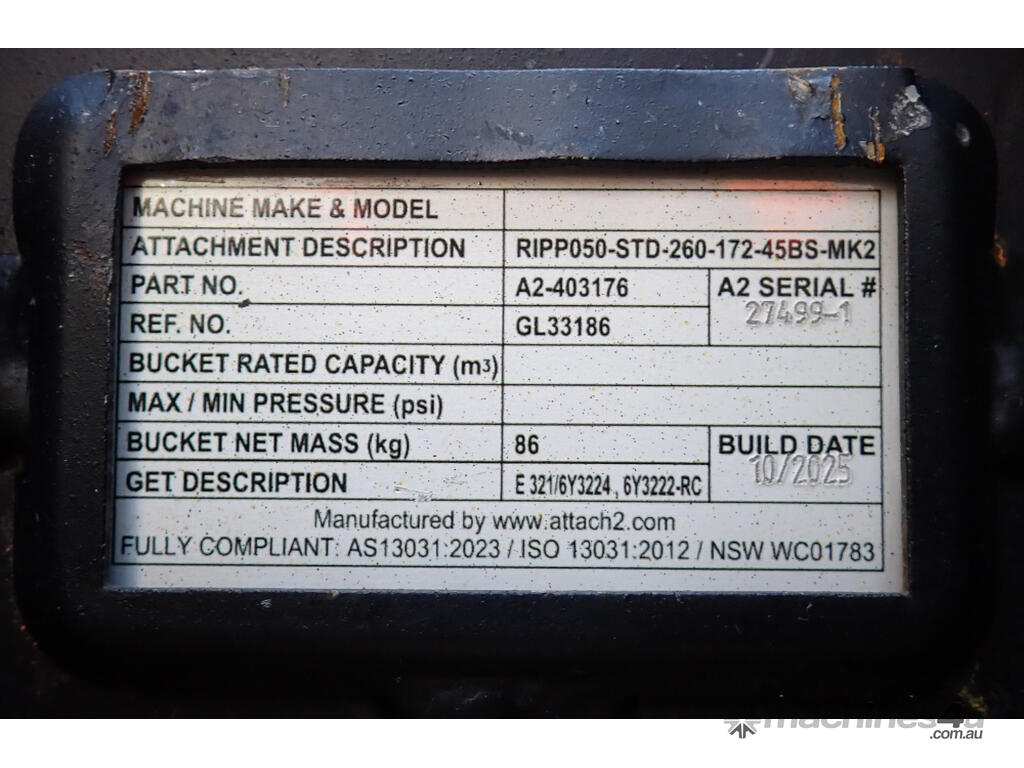 MACHINE MAKE & MODEL
ATTACHMENT DESCRIPTION RIPP050-STD-260-172-45BS-MK2
PART NO. A2-403176 A2 SERIAL #
27499-1
REF. NO. GL33186
BUCKET RATED CAPACITY (m3)
MAX / MIN PRESSURE (psi)
BUCKET NET MASS (kg) 86 BUILD DATE
10/2025
GET DESCRIPTION E 321/6Y3224 , 6Y3222-RC
Manufactured by www.attach2.com
FULLY COMPLIANT: AS13031:2023 / ISO 13031:2012 / NSW WC01783
machines4u
.com.au